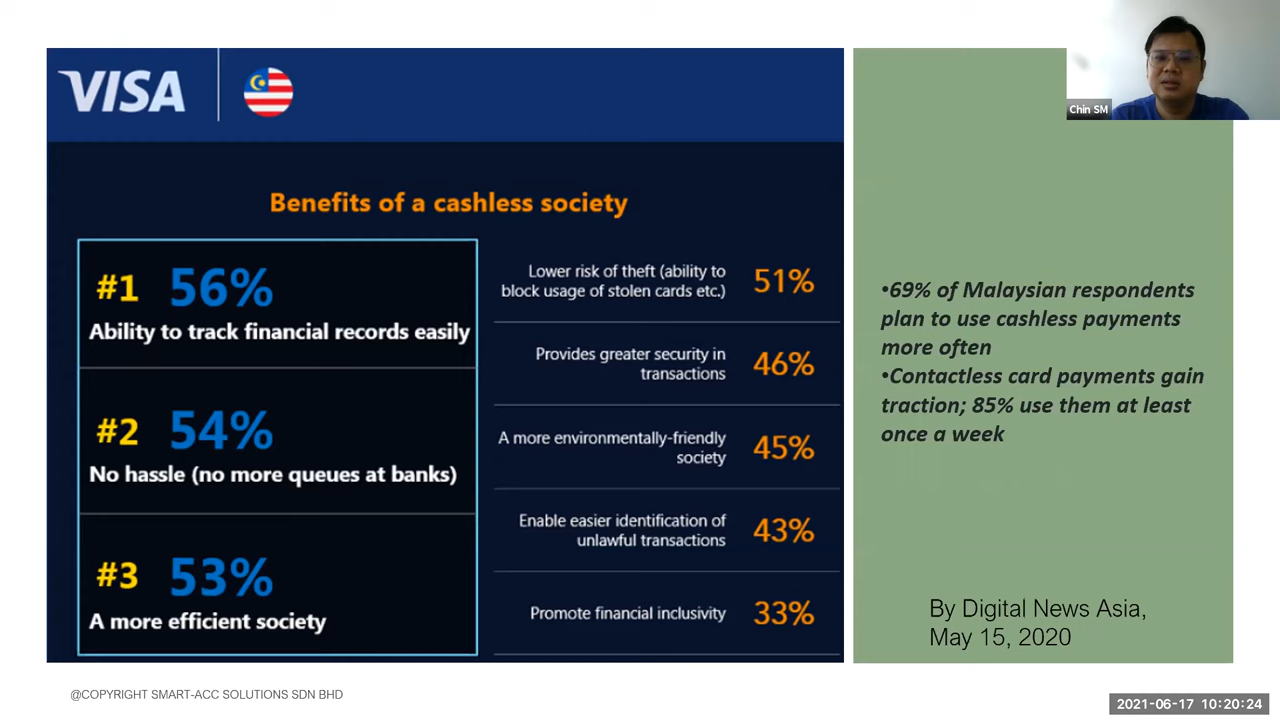 VISA
Benefits of a cashless society
#1 56%
Ability to track financial records easily
#2 54%
No hassle (no more queues at banks)
#3 53%
A more efficient society
Lower risk of theft (ability to
block usage of stolen cards etc.)
51%
Provides greater security in
transactions
46%
A more environmentally-friendly
society
45%
Enable easier identification of
unlawful transactions
43%
Promote financial inclusivity
33%
Chin SM
•69% of Malaysian respondents
plan to use cashless payments
more often
•Contactless card payments gain
traction; 85% use them at least
once a week
By Digital News Asia,
May 15, 2020
@COPYRIGHT SMART-ACC SOLUTIONS SDN BHD
2021-06-17 10:20:24